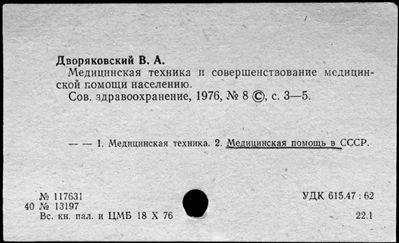 Дворяковский В. А.
Медицинская техника и совершенствование медицин-
ской помощи населению.
Сов. здравоохранение, 1976, № 8 ©, с. 3—5.
— — 1. Медицинская техника. 2. Медицинская помощь в СССР.
№ 117631
УДК 615.47 : 62
40 № 13197
Вс. кн. пал. и ЦМБ 18 X 76
22.1